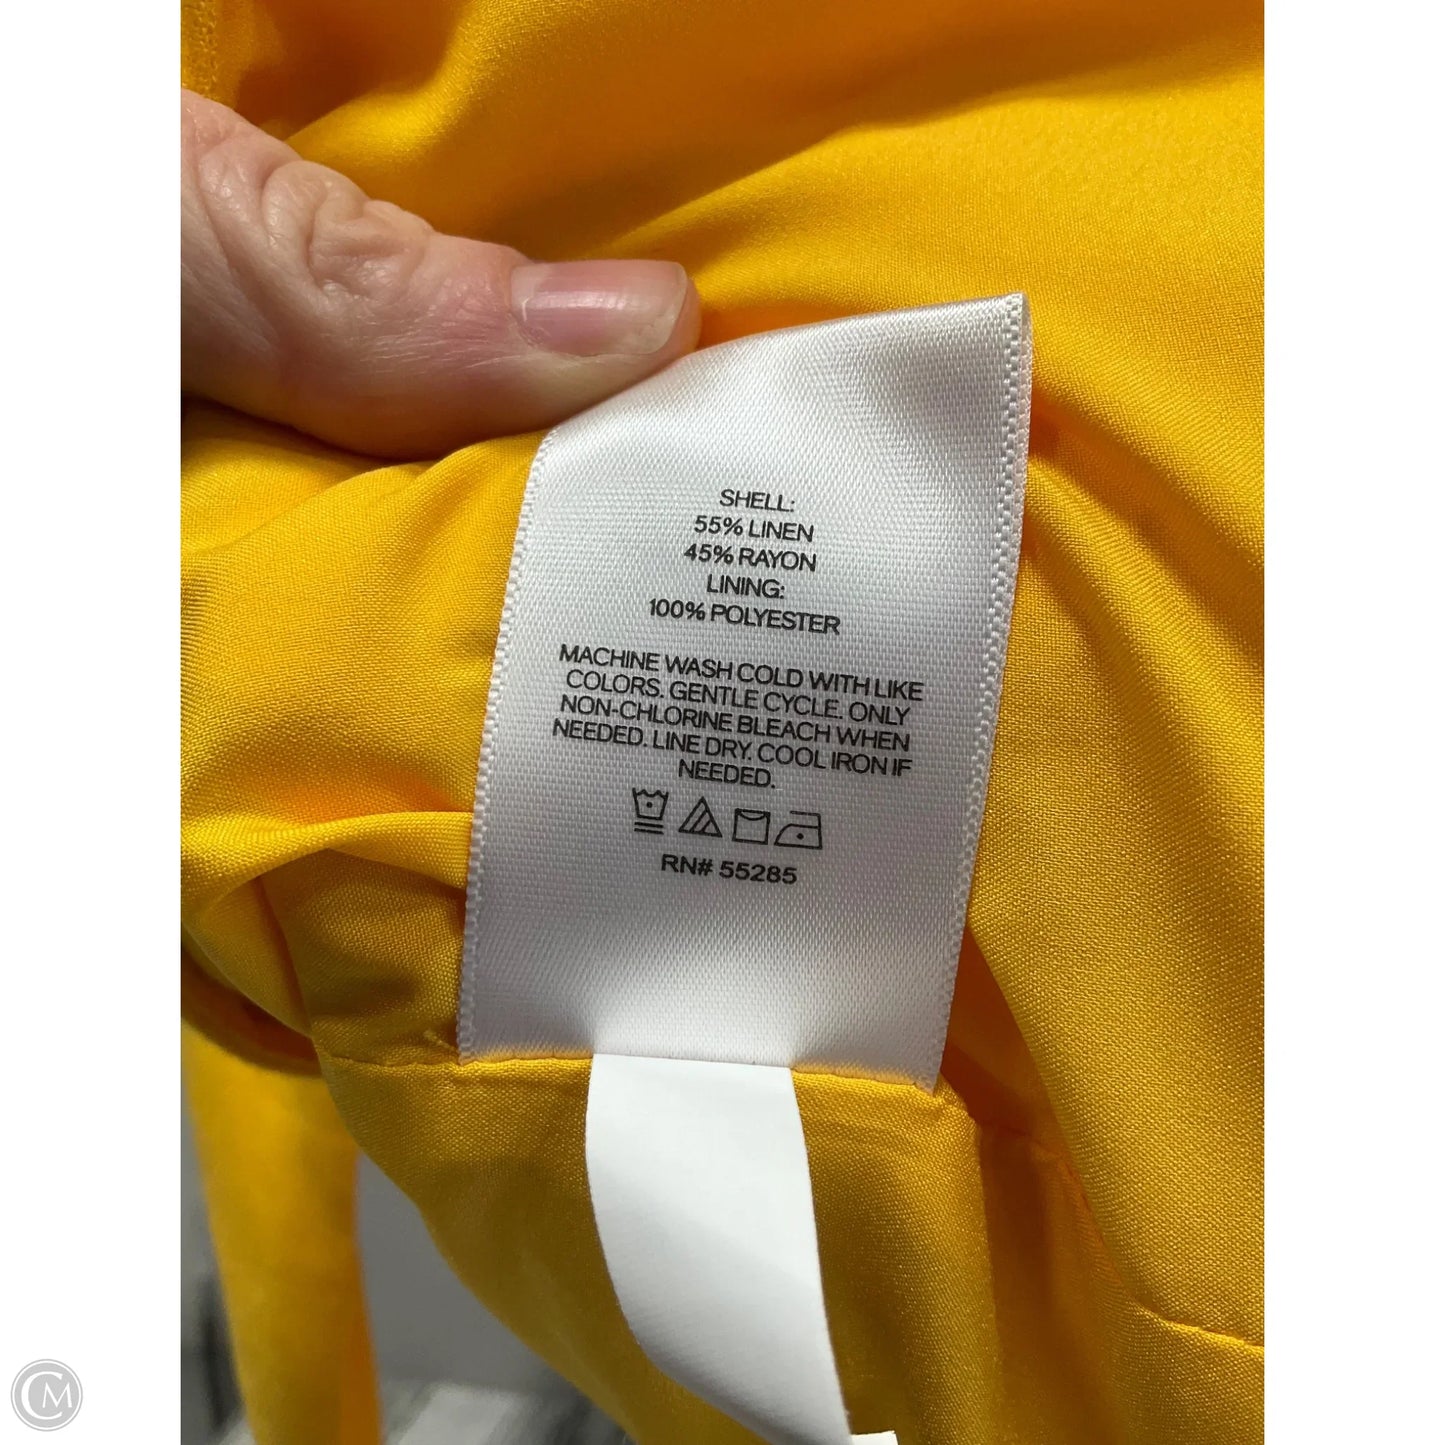 SHELL:
55% LINEN
45% RAYON
LINING:
100% POLYESTER
MACHINE WASH COLD WITH LIKE
COLORS. GENTLE CYCLE. ONLY
NON-CHLORINE BLEACH WHEN
NEEDED. LINE DRY. COOL IRON IF
NEEDED.
RN# 55285
CM